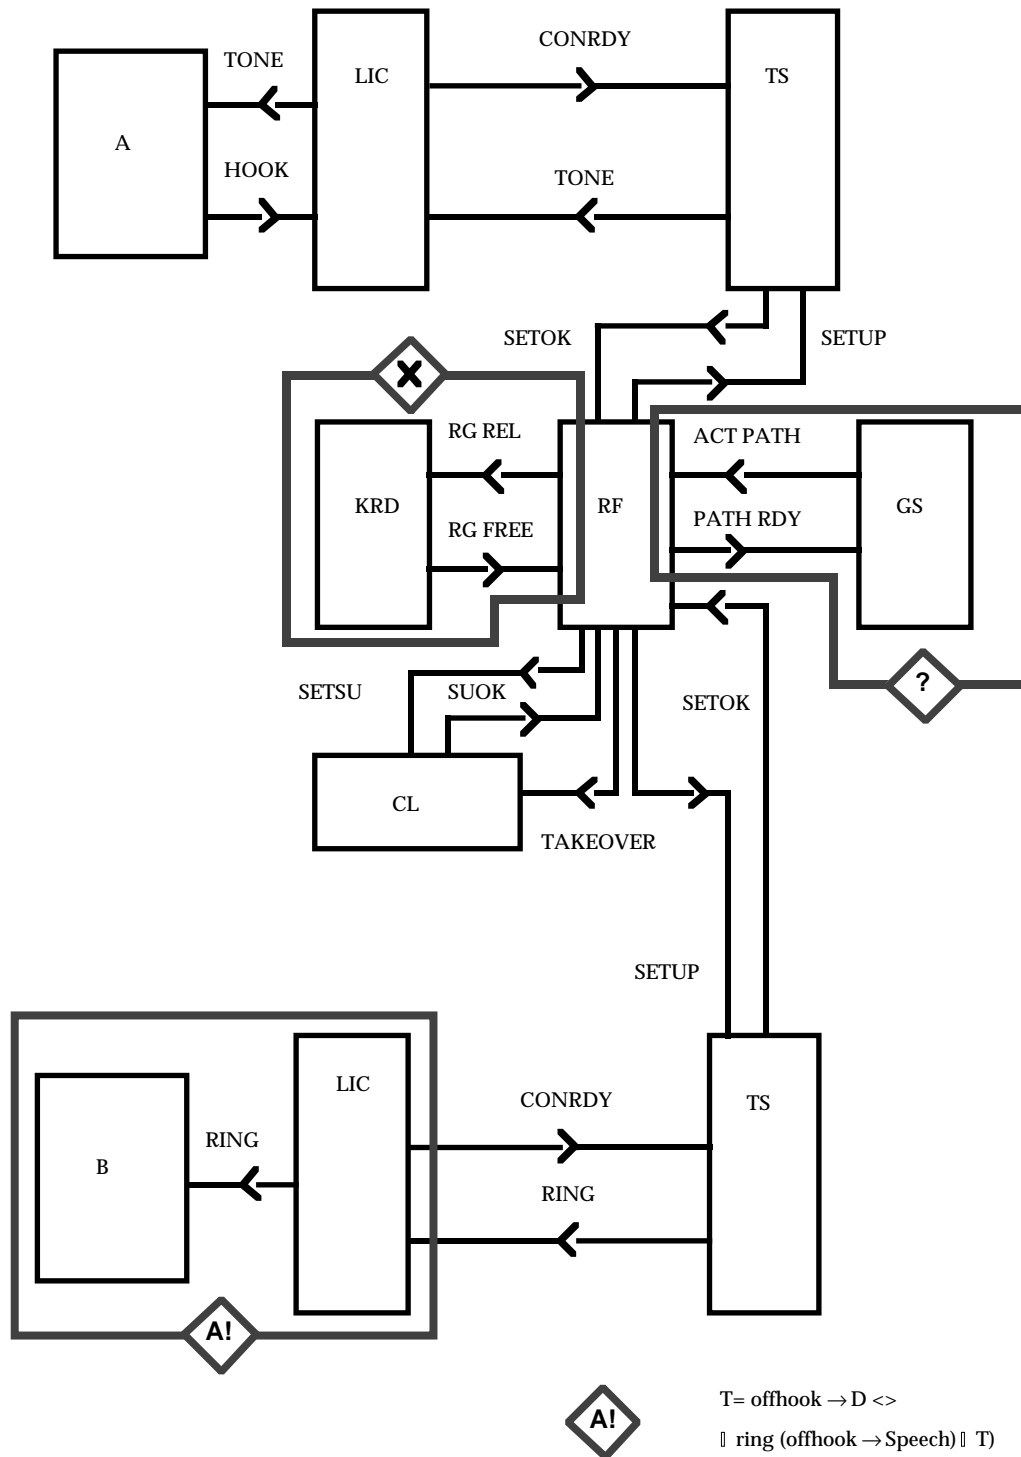 TONE
LIC
CONRDY
TS
A
HOOK
TONE
SETOK
SETUP
X
RG REL
ACT PATH
KRD
RF
GS
RG FREE
PATH RDY
SETSU
SUOK
SETOK
?
CL
TAKEOVER
SETUP
LIC
CONRDY
TS
RING
B
RING
A!
A!
T= offhook → D <>
▯ ring (offhook → Speech) ▯ T)